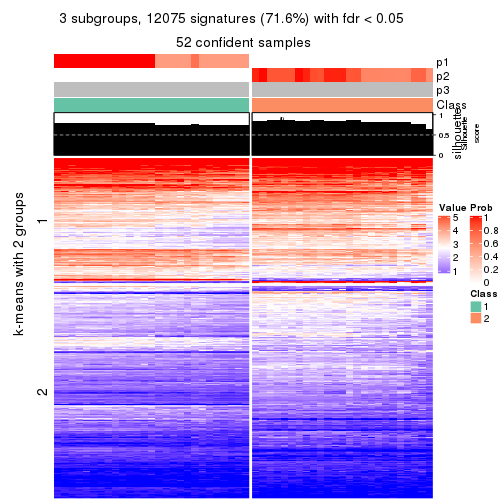 3 subgroups, 12075 signatures (71.6%) with fdr < 0.05
52 confident samples
p1
p2
p3
Class
1
0.5
0
silhouette
Silhouette
score
k-means with 2 groups
1
2
Value
5
4
3
2
1
Prob
1
0.8
0.6
0.4
0.2
0
Class
1
2